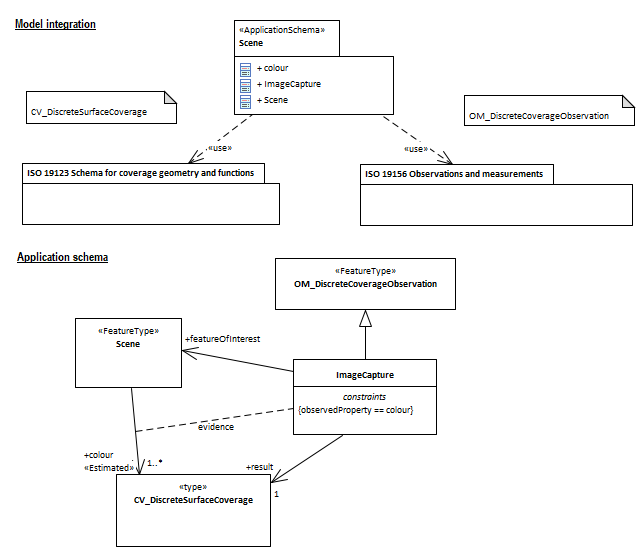 Model integration
«ApplicationSchema»
Scene
+ colour
+ ImageCapture
+ Scene
CV_DiscreteSurfaceCoverage
OM_DiscreteCoverageObservation
«use»
«use»
ISO 19123 Schema for coverage geometry and functions
ISO 19156 Observations and measurements
Application schema
«FeatureType»
OM_DiscreteCoverageObservation
«FeatureType»
Scene
+featureOfInterest
ImageCapture
constraints
{observedProperty == colour}
evidence
+colour
«Estimated»
1..*
+result
1
«type»
CV_DiscreteSurfaceCoverage